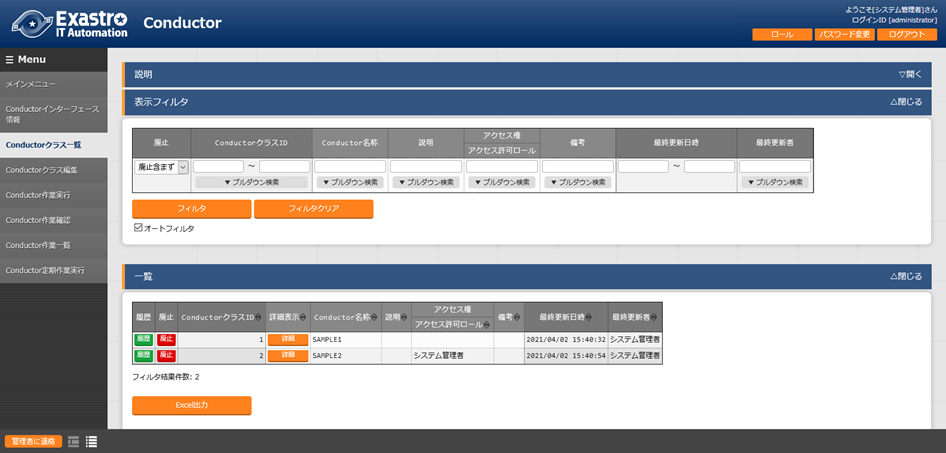 Exastro
IT Automation
Conductor
ようこそ[システム管理者]さん
ログインID [administrator]
ロール
パスワード変更
ログアウト
Menu
メインメニュー
Conductorインターフェース
情報
Conductorクラス一覧
Conductorクラス編集
Conductor作業実行
Conductor作業確認
Conductor作業一覧
Conductor定期作業実行
説明
▽開く
表示フィルタ
△閉じる
廃止 ConductorクラスID Conductor名称 説明 アクセス権 備考 最終更新日時 最終更新者
アクセス許可ロール
廃止含まず ～ ～
▼プルダウン検索 ▼プルダウン検索 ▼プルダウン検索 ▼プルダウン検索 ▼プルダウン検索 ▼プルダウン検索
フィルタ フィルタクリア
オートフィルタ
一覧
△閉じる
履歴 廃止 ConductorクラスID 詳細表示 Conductor名称 説明 アクセス権 備考 最終更新日時 最終更新者
アクセス許可ロール
履歴 廃止 1 詳細 SAMPLE1 2021/04/02 15:40:32 システム管理者
履歴 廃止 2 詳細 SAMPLE2 システム管理者 2021/04/02 15:40:54 システム管理者
フィルタ結果件数: 2
Excel出力
管理者に連絡